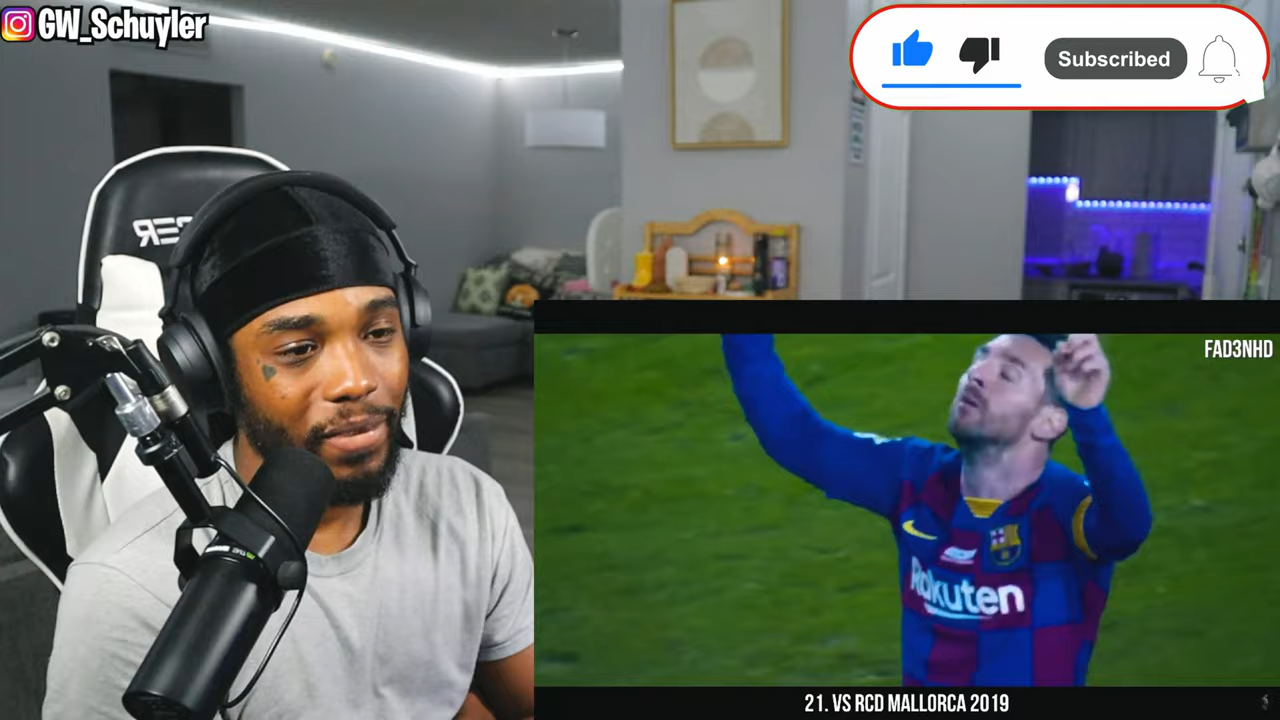 GW_Schuyler
Subscribed
FAD3NHD
Rakuten
21. VS RCD MALLORCA 2019